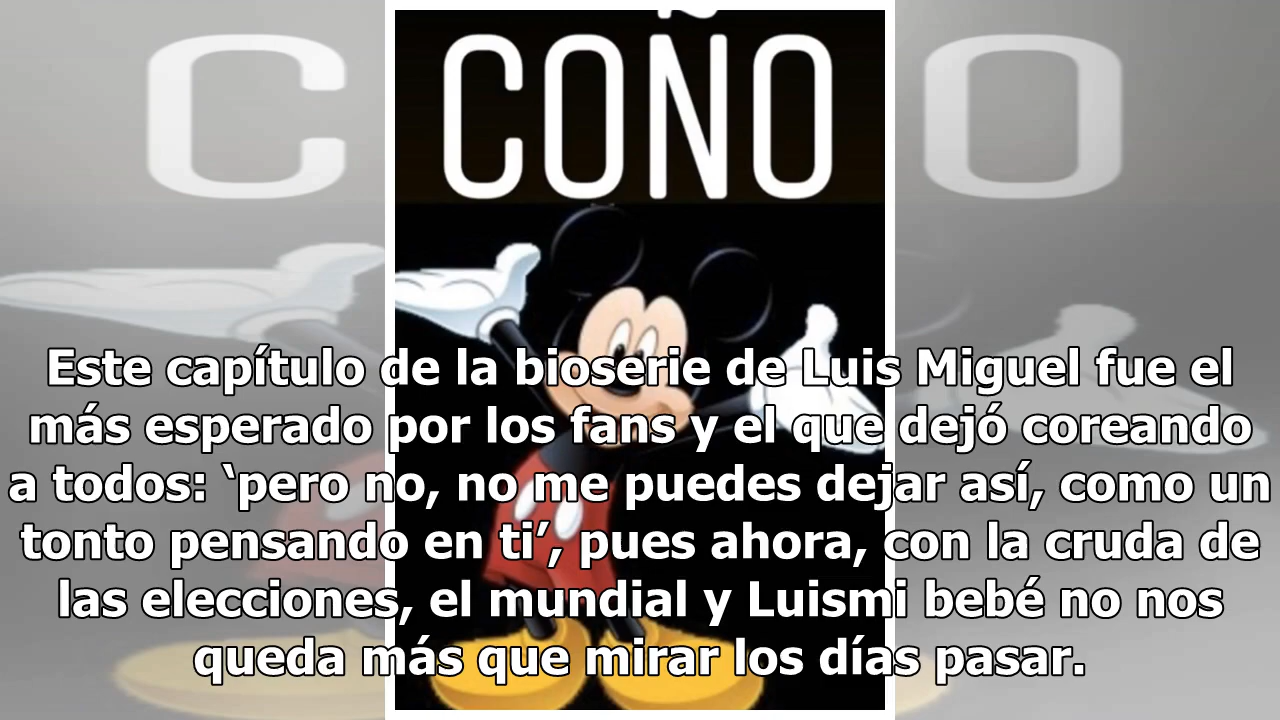 COÑO
Este capítulo de la bioserie de Luis Miguel fue el
más esperado por los fans y el que dejó coreando
a todos: ‘pero no, no me puedes dejar así, como un
tonto pensando en ti’, pues ahora, con la cruda de
las elecciones, el mundial y Luismi bebé no nos
queda más que mirar los días pasar.